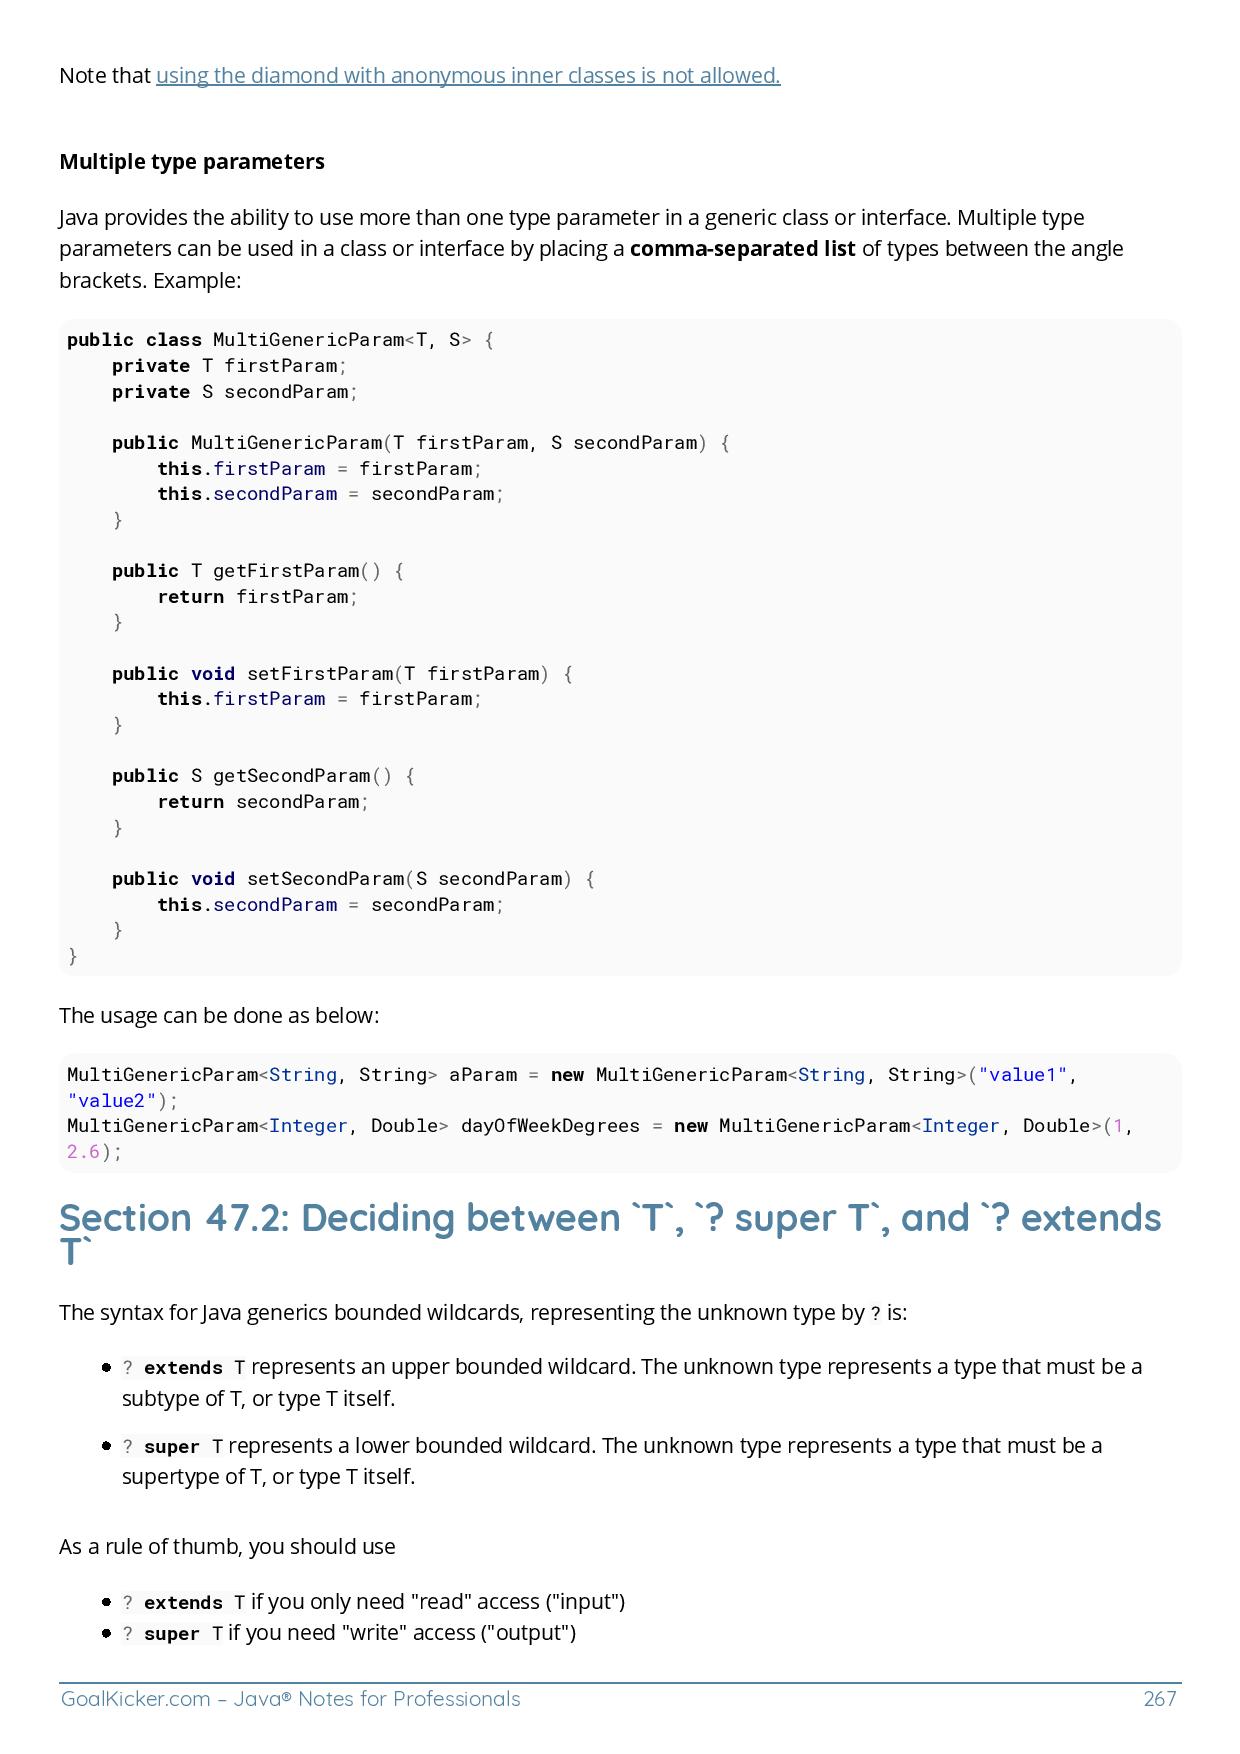 Note that using the diamond with anonymous inner classes is not allowed.
Multiple type parameters
Java provides the ability to use more than one type parameter in a generic class or interface. Multiple type
parameters can be used in a class or interface by placing a comma-separated list of types between the angle
brackets. Example:
public class MultiGenericParam<T, S> {
    private T firstParam;
    private S secondParam;

    public MultiGenericParam(T firstParam, S secondParam) {
        this.firstParam = firstParam;
        this.secondParam = secondParam;
    }

    public T getFirstParam() {
        return firstParam;
    }

    public void setFirstParam(T firstParam) {
        this.firstParam = firstParam;
    }

    public S getSecondParam() {
        return secondParam;
    }

    public void setSecondParam(S secondParam) {
        this.secondParam = secondParam;
    }
}
The usage can be done as below:
MultiGenericParam<String, String> aParam = new MultiGenericParam<String, String>("value1",
"value2");
MultiGenericParam<Integer, Double> dayOfWeekDegrees = new MultiGenericParam<Integer, Double>(1,
2.6);
Section 47.2: Deciding between `T`, `? super T`, and `? extends
T`
The syntax for Java generics bounded wildcards, representing the unknown type by ? is:
● ? extends T represents an upper bounded wildcard. The unknown type represents a type that must be a
subtype of T, or type T itself.
● ? super T represents a lower bounded wildcard. The unknown type represents a type that must be a
supertype of T, or type T itself.
As a rule of thumb, you should use
● ? extends T if you only need "read" access ("input")
● ? super T if you need "write" access ("output")
GoalKicker.com – Java® Notes for Professionals 267